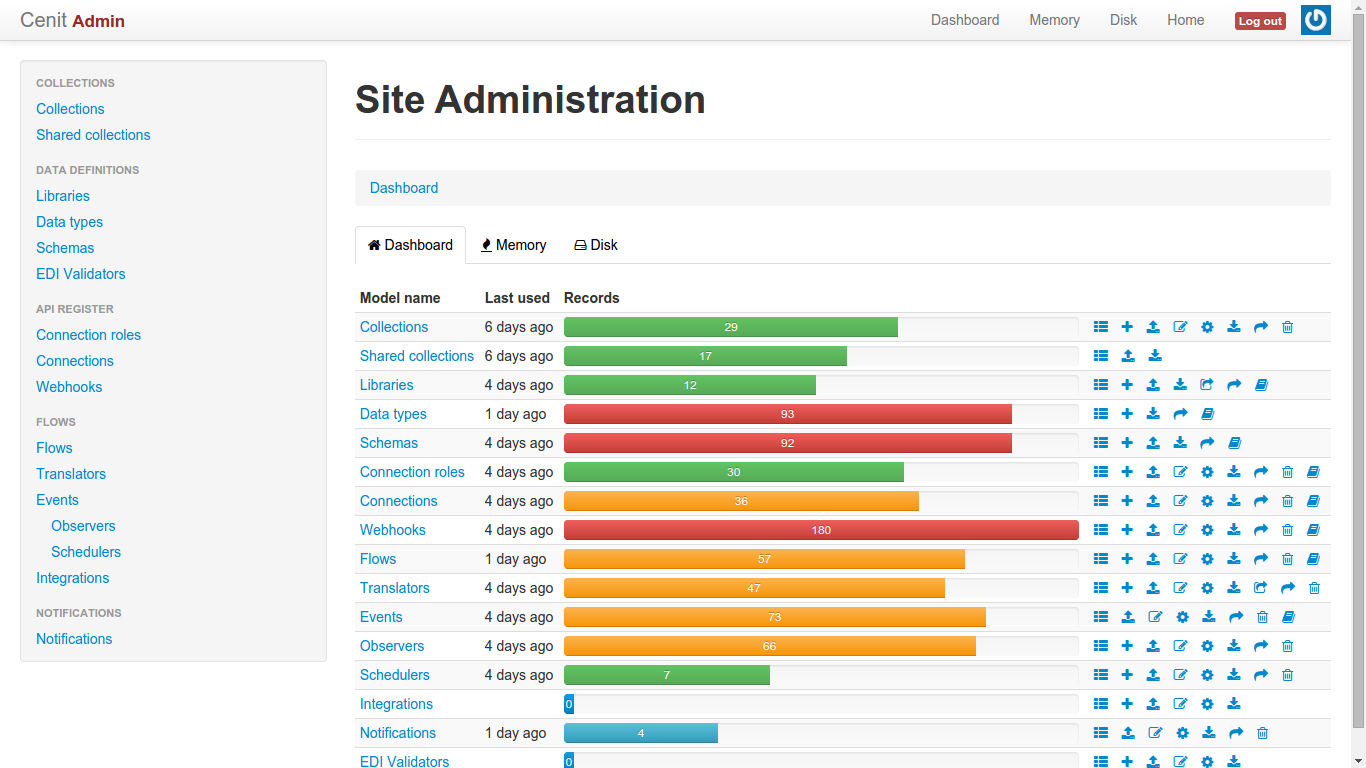 Cenit Admin
Dashboard Memory Disk Home Log out
COLLECTIONS
Collections
Shared collections
DATA DEFINITIONS
Libraries
Data types
Schemas
EDI Validators
API REGISTER
Connection roles
Connections
Webhooks
FLOWS
Flows
Translators
Events
Observers
Schedulers
Integrations
NOTIFICATIONS
Notifications
Site Administration
Dashboard
Dashboard Memory Disk
Model name Last used Records
Collections 6 days ago 29
Shared collections 6 days ago 17
Libraries 4 days ago 12
Data types 1 day ago 93
Schemas 4 days ago 92
Connection roles 4 days ago 30
Connections 4 days ago 36
Webhooks 4 days ago 180
Flows 1 day ago 57
Translators 4 days ago 47
Events 4 days ago 73
Observers 4 days ago 66
Schedulers 4 days ago 7
Integrations 0
Notifications 1 day ago 4
EDI Validators 0